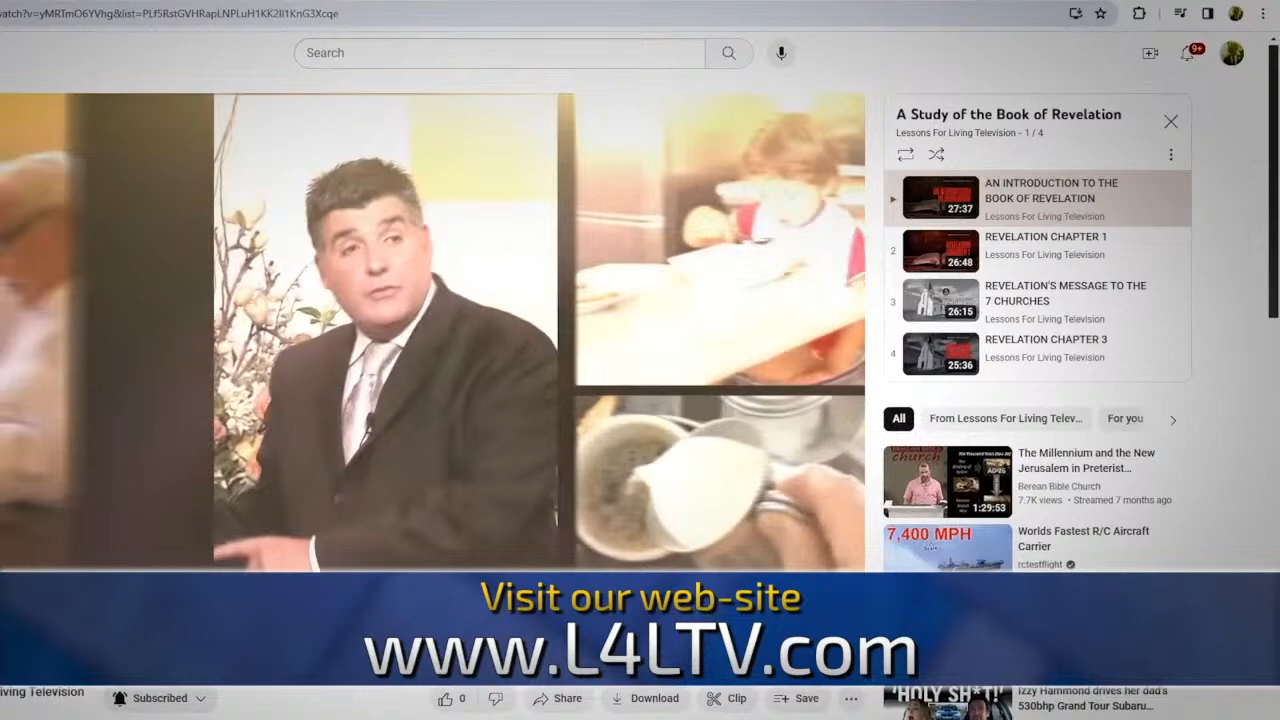 watch?v=yMRTmO6YVhg&list=PLf5RstGVHRapLNPLuH1KK2Il1KnG3Xcqe
Search
9+
A Study of the Book of Revelation
Lessons For Living Television - 1 / 4
27:37
AN INTRODUCTION TO THE
BOOK OF REVELATION
Lessons For Living Television
2
26:48
REVELATION CHAPTER 1
Lessons For Living Television
3
26:15
REVELATION'S MESSAGE TO THE
7 CHURCHES
Lessons For Living Television
4
25:36
REVELATION CHAPTER 3
Lessons For Living Television
All
From Lessons For Living Telev...
For you
church
1:29:53
The Millennium and the New
Jerusalem in Preterist...
Berean Bible Church
7.7K views • Streamed 7 months ago
7,400 MPH
Worlds Fastest R/C Aircraft
Carrier
rctestflight
Visit our web-site
www.L4LTV.com
iving Television
Subscribed
0
Share
Download
Clip
Save
'HOLY SH*T!'
Izzy Hammond drives her dad's
530bhp Grand Tour Subaru...